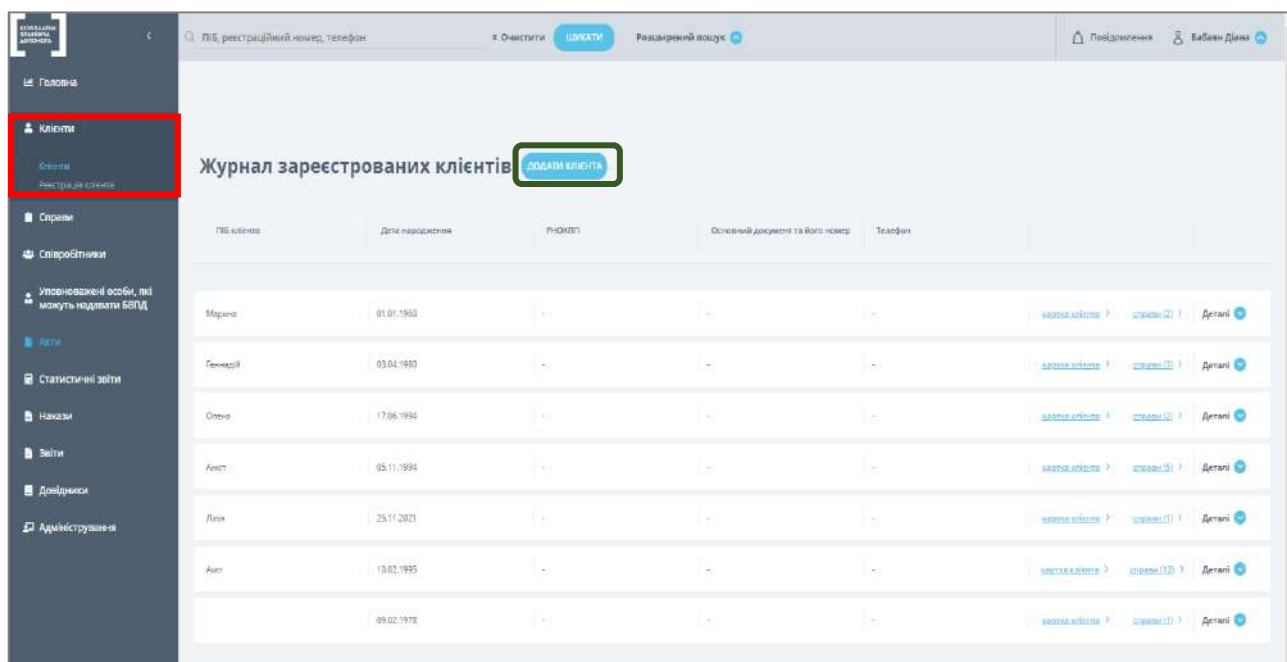 БЕЗОПЛАТНА
ПРАВОВА
ДОПОМОГА
ПІБ, реєстраційний номер, телефон
x Очистити
ШУКАТИ
Розширений пошук
Повідомлення
Бабаян Діана
Головна
Клієнти
Клієнти
Реєстрація клієнта
Справи
Співробітники
Уповноважені особи, які
можуть надавати БВПД
Акти
Статистичні звіти
Накази
Звіти
Довідники
Адміністрування
Журнал зареєстрованих клієнтів
ДОДАТИ КЛІЄНТА
ПІБ клієнта Дата народження РНОКПП Основний документ та його номер Телефон
Марина 01.01.1960 - - - картка клієнта > справи (2) > Деталі
Геннадій 03.04.1980 - - - картка клієнта > справи > Деталі
Олена 17.06.1994 - - - картка клієнта > справи (2) > Деталі
05.11.1994 - - - картка клієнта > справи (5) > Деталі
Лілія 25.11.2021 - - - картка клієнта > справи (1) > Деталі
10.02.1995 - - - картка клієнта > справи (12) > Деталі
09.02.1978 - - - картка клієнта > справи (1) > Деталі